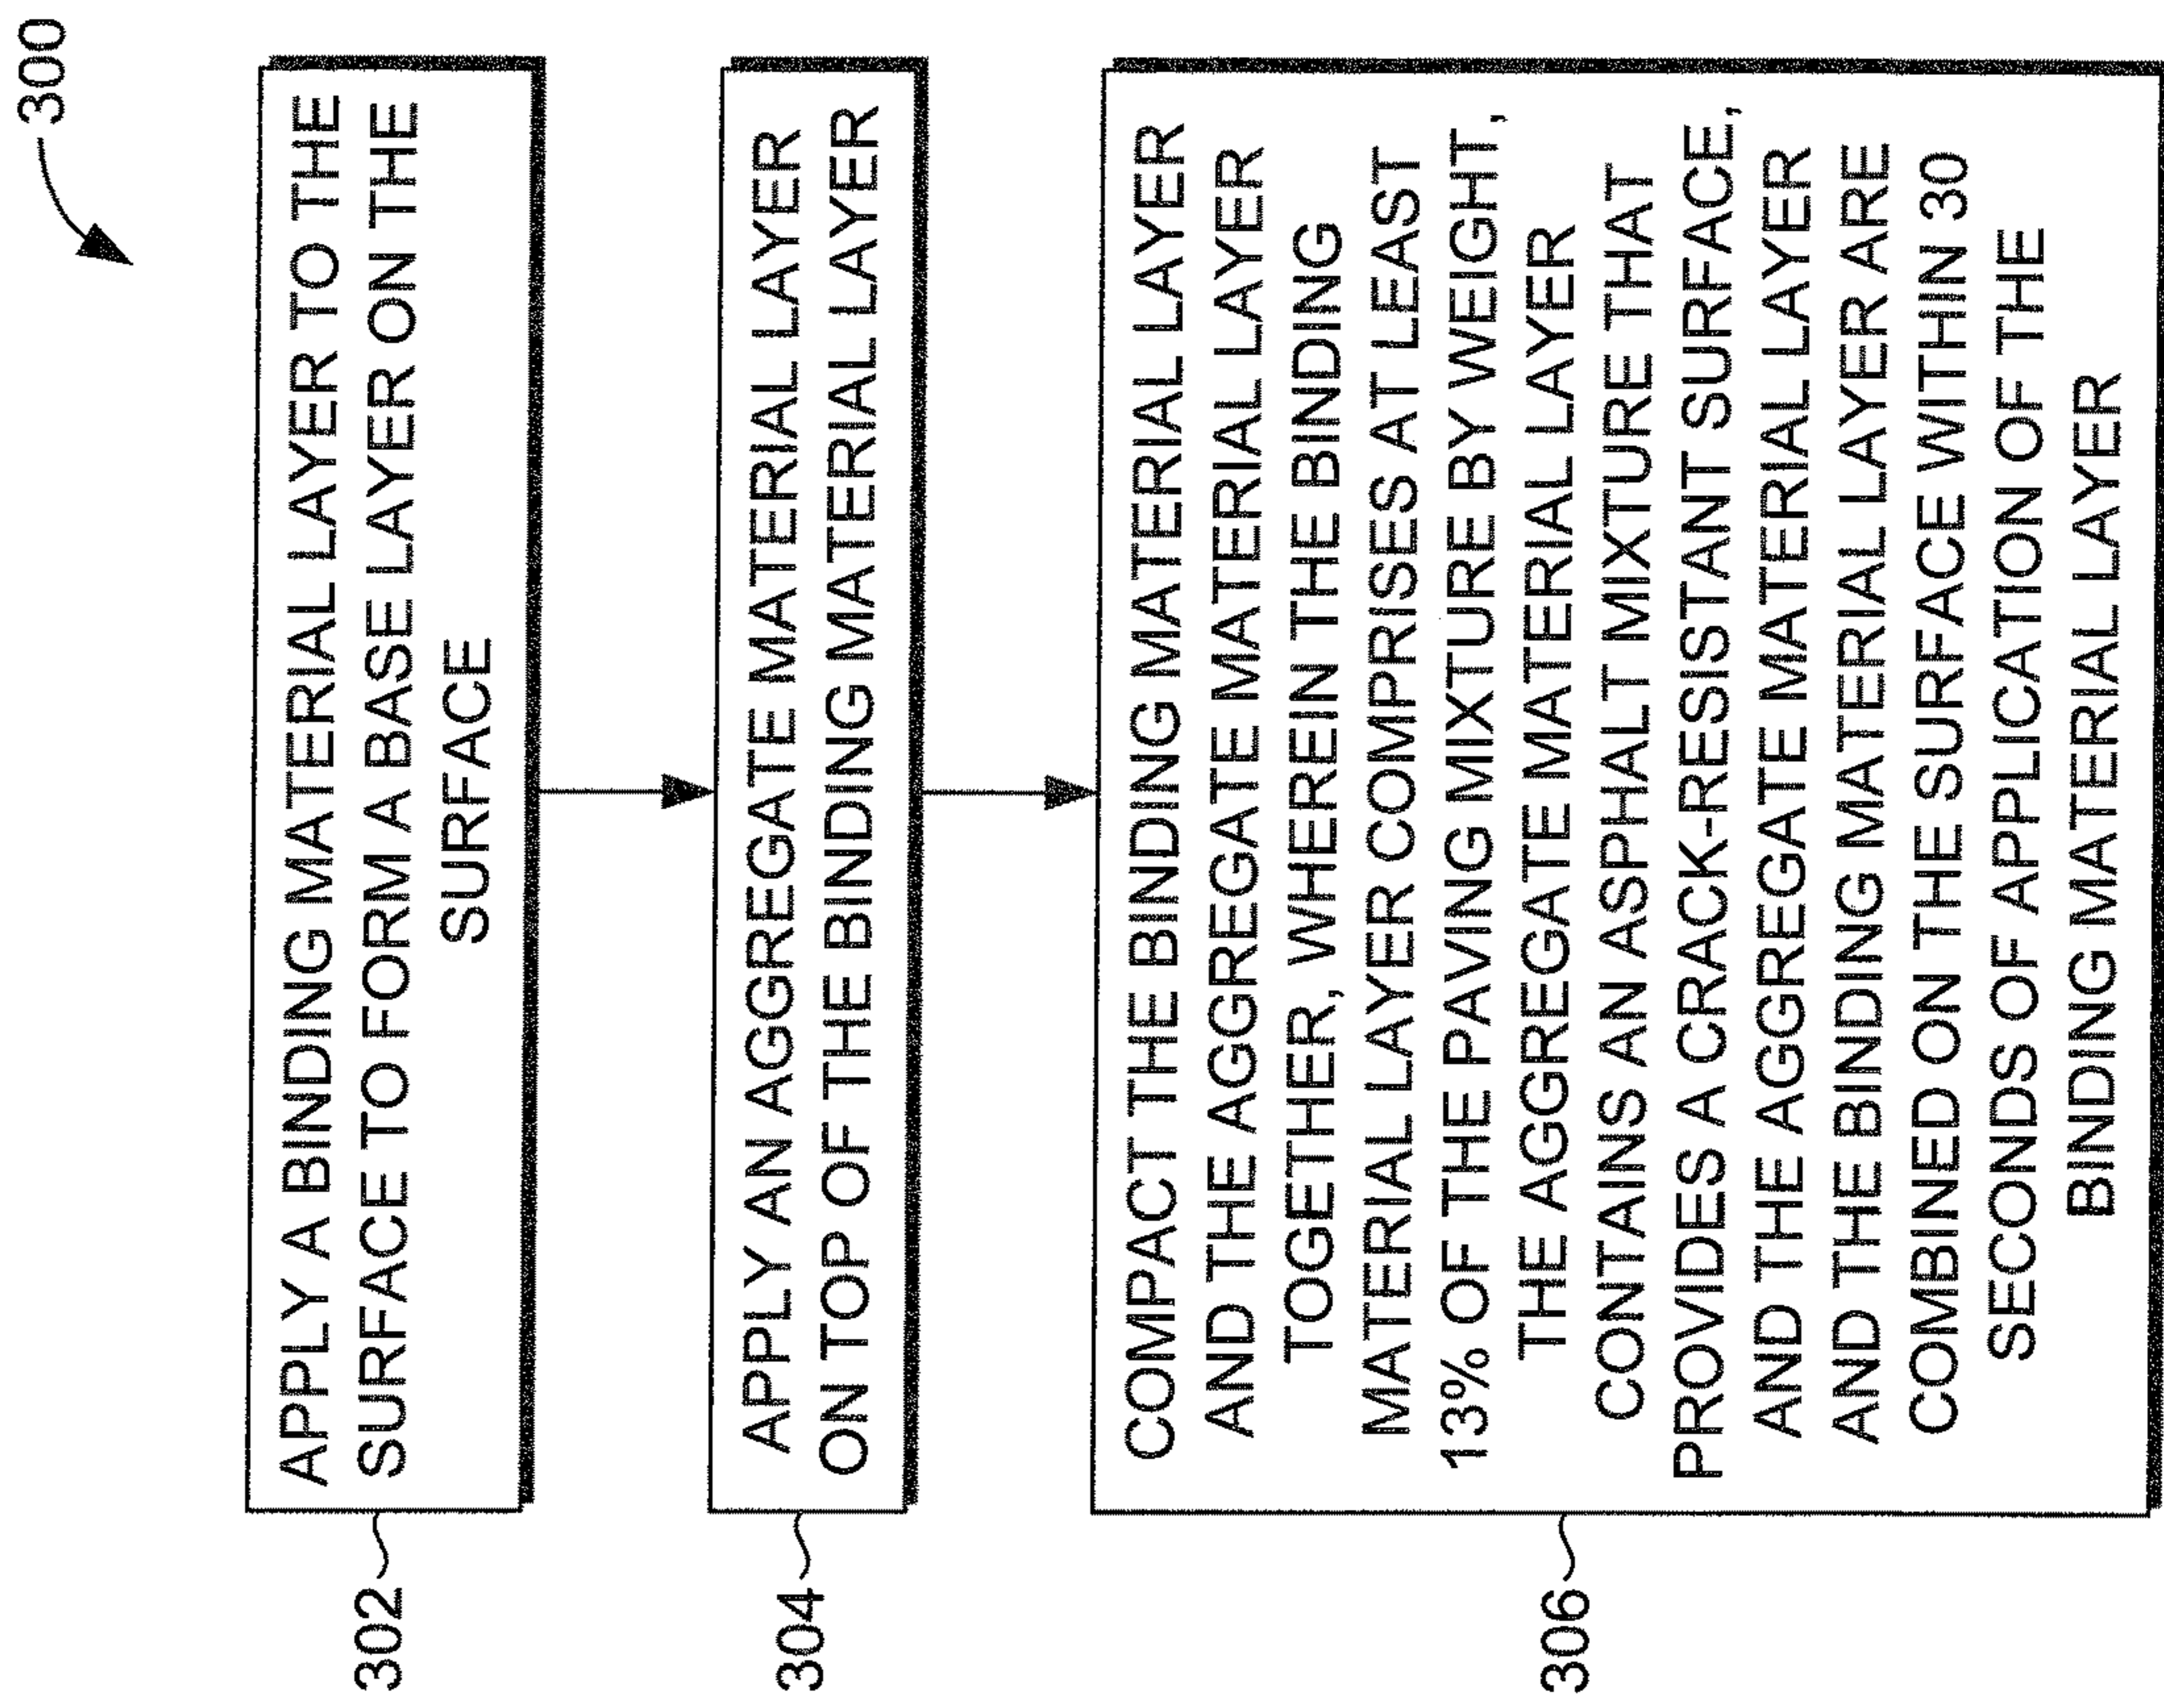 300
302
APPLY A BINDING MATERIAL LAYER TO THE
SURFACE TO FORM A BASE LAYER ON THE
SURFACE
304
APPLY AN AGGREGATE MATERIAL LAYER
ON TOP OF THE BINDING MATERIAL LAYER
306
COMPACT THE BINDING MATERIAL LAYER
AND THE AGGREGATE MATERIAL LAYER
TOGETHER, WHEREIN THE BINDING
MATERIAL LAYER COMPRISES AT LEAST
13% OF THE PAVING MIXTURE BY WEIGHT,
THE AGGREGATE MATERIAL LAYER
CONTAINS AN ASPHALT MIXTURE THAT
PROVIDES A CRACK-RESISTANT SURFACE,
AND THE AGGREGATE MATERIAL LAYER
AND THE BINDING MATERIAL LAYER ARE
COMBINED ON THE SURFACE WITHIN 30
SECONDS OF APPLICATION OF THE
BINDING MATERIAL LAYER